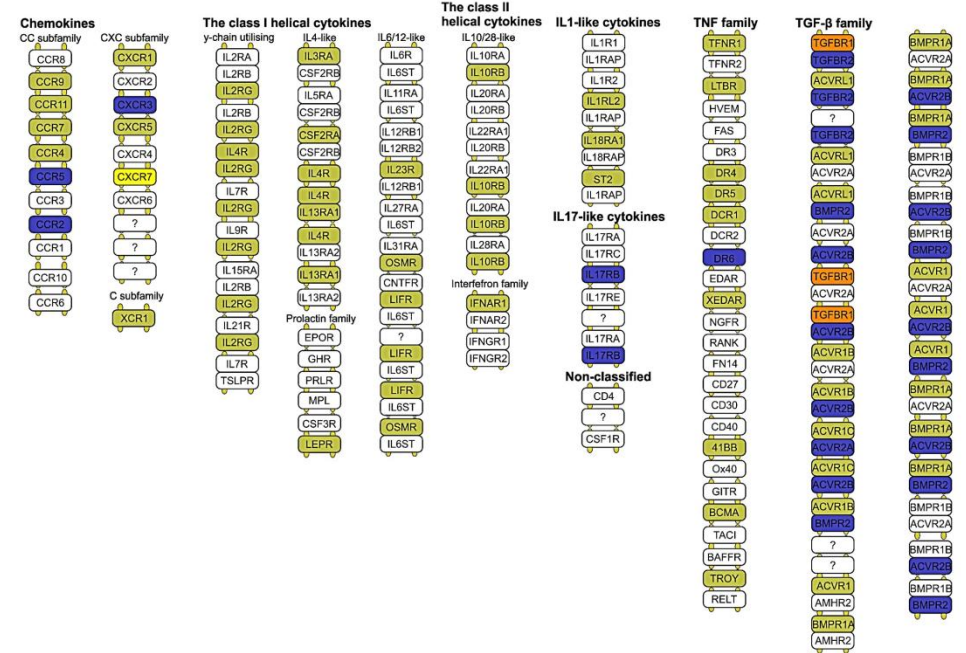 Chemokines
CC subfamily
CCR8
CCR9
CCR11
CCR7
CCR4
CCR5
CCR3
CCR2
CCR1
CCR10
CCR6
CXC subfamily
CXCR1
CXCR2
CXCR3
CXCR5
CXCR4
CXCR7
CXCR6
?
?
?
C subfamily
XCR1
The class I helical cytokines
y-chain utilising
IL2RA
IL2RB
IL2RG
IL2RB
IL2RG
IL4R
IL2RG
IL7R
IL2RG
IL9R
IL2RG
IL15RA
IL2RB
IL2RG
IL21R
IL2RG
IL7R
TSLPR
IL4-like
IL3RA
CSF2RB
IL5RA
CSF2RB
CSF2RA
CSF2RB
IL4R
IL4R
IL13RA1
IL4R
IL13RA2
IL13RA1
IL13RA2
Prolactin family
EPOR
GHR
PRLR
MPL
CSF3R
LEPR
IL6/12-like
IL6R
IL6ST
IL11RA
IL6ST
IL12RB1
IL12RB2
IL23R
IL12RB1
IL27RA
IL6ST
IL31RA
OSMR
CNTFR
LIFR
IL6ST
?
LIFR
IL6ST
LIFR
IL6ST
OSMR
IL6ST
The class II
helical cytokines
IL10/28-like
IL10RA
IL10RB
IL20RA
IL20RB
IL22RA1
IL20RB
IL22RA1
IL10RB
IL20RA
IL10RB
IL28RA
IL10RB
Interfefron family
IFNAR1
IFNAR2
IFNGR1
IFNGR2
IL1-like cytokines
IL1R1
IL1RAP
IL1R2
IL1RL2
IL1RAP
IL18RA1
IL18RAP
ST2
IL1RAP
IL17-like cytokines
IL17RA
IL17RC
IL17RB
IL17RE
?
IL17RA
IL17RB
Non-classified
CD4
?
CSF1R
TNF family
TFNR1
TFNR2
LTBR
HVEM
FAS
DR3
DR4
DR5
DCR1
DCR2
DR6
EDAR
XEDAR
NGFR
RANK
FN14
CD27
CD30
CD40
41BB
Ox40
GITR
BCMA
TACI
BAFFR
TROY
RELT
TGF-β family
TGFBR1
TGFBR2
ACVRL1
TGFBR2
?
TGFBR2
ACVRL1
ACVR2A
ACVRL1
BMPR2
ACVR2A
ACVR2B
TGFBR1
ACVR2A
TGFBR1
ACVR2B
ACVR1B
ACVR2A
ACVR1B
ACVR2B
ACVR1C
ACVR2A
ACVR1C
ACVR2B
ACVR1B
BMPR2
?
?
ACVR1
AMHR2
BMPR1A
AMHR2
BMPR1A
ACVR2A
BMPR1A
ACVR2B
BMPR1A
BMPR2
BMPR1B
ACVR2A
BMPR1B
ACVR2B
BMPR1B
BMPR2
ACVR1
ACVR2A
ACVR1
ACVR2B
ACVR1
BMPR2
BMPR1A
ACVR2A
BMPR1A
ACVR2B
BMPR1A
BMPR2
BMPR1B
ACVR2A
BMPR1B
ACVR2B
BMPR1B
BMPR2